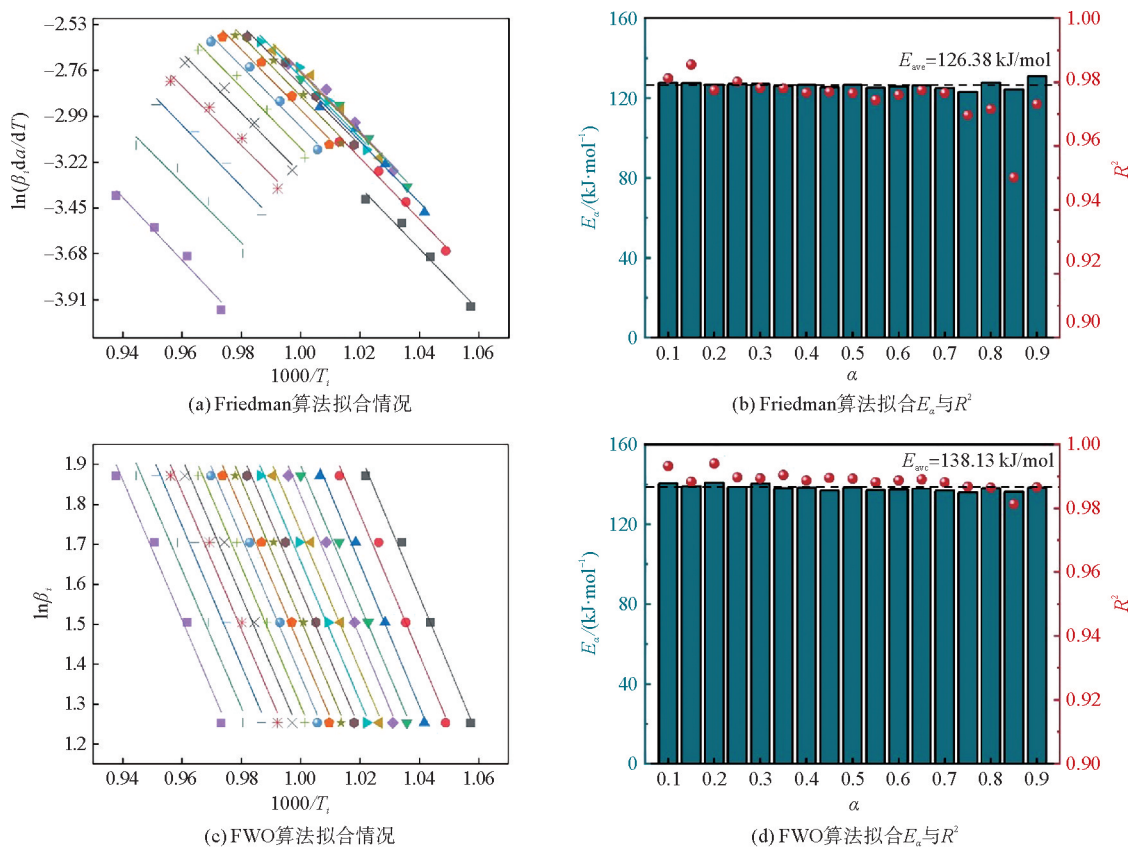 −2.53
−2.76
−2.99
−3.22
−3.45
−3.68
−3.91
ln(βᵢdα/dT)
0.94 0.96 0.98 1.00 1.02 1.04 1.06
1000/Tᵢ
(a) Friedman算法拟合情况
160
120
80
40
0
Eα/(kJ·mol⁻¹)
Eave=126.38 kJ/mol
1.00
0.98
0.96
0.94
0.92
0.90
R²
0.1 0.2 0.3 0.4 0.5 0.6 0.7 0.8 0.9
α
(b) Friedman算法拟合Eα与R²
1.9
1.8
1.7
1.6
1.5
1.4
1.3
1.2
lnβᵢ
0.94 0.96 0.98 1.00 1.02 1.04 1.06
1000/Tᵢ
(c) FWO算法拟合情况
160
120
80
40
0
Eα/(kJ·mol⁻¹)
Eave=138.13 kJ/mol
1.00
0.98
0.96
0.94
0.92
0.90
R²
0.1 0.2 0.3 0.4 0.5 0.6 0.7 0.8 0.9
α
(d) FWO算法拟合Eα与R²